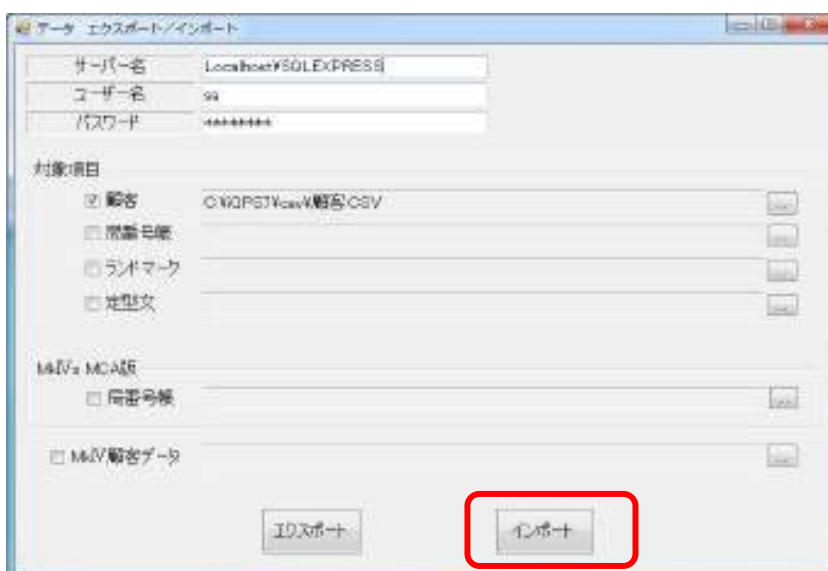 データ エクスポート/インポート
サーバー名 Localhost¥SQLEXPRESS
ユーザー名 sa
パスワード ********
対象項目
顧客 C:¥GPS7¥csv¥顧客.CSV
局番号帳
ランドマーク
定型文
MkⅣs MCA版
局番号帳
MkⅣ顧客データ
エクスポート インポート